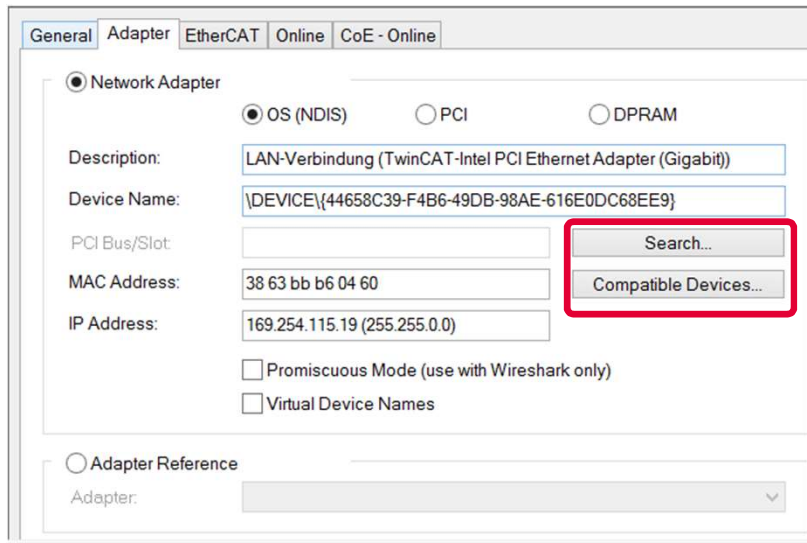 General Adapter EtherCAT Online CoE - Online
Network Adapter
OS (NDIS) PCI DPRAM
Description: LAN-Verbindung (TwinCAT-Intel PCI Ethernet Adapter (Gigabit))
Device Name: \DEVICE\{44658C39-F4B6-49DB-98AE-616E0DC68EE9}
PCI Bus/Slot: Search...
MAC Address: 38 63 bb b6 04 60 Compatible Devices...
IP Address: 169.254.115.19 (255.255.0.0)
Promiscuous Mode (use with Wireshark only)
Virtual Device Names
Adapter Reference
Adapter: